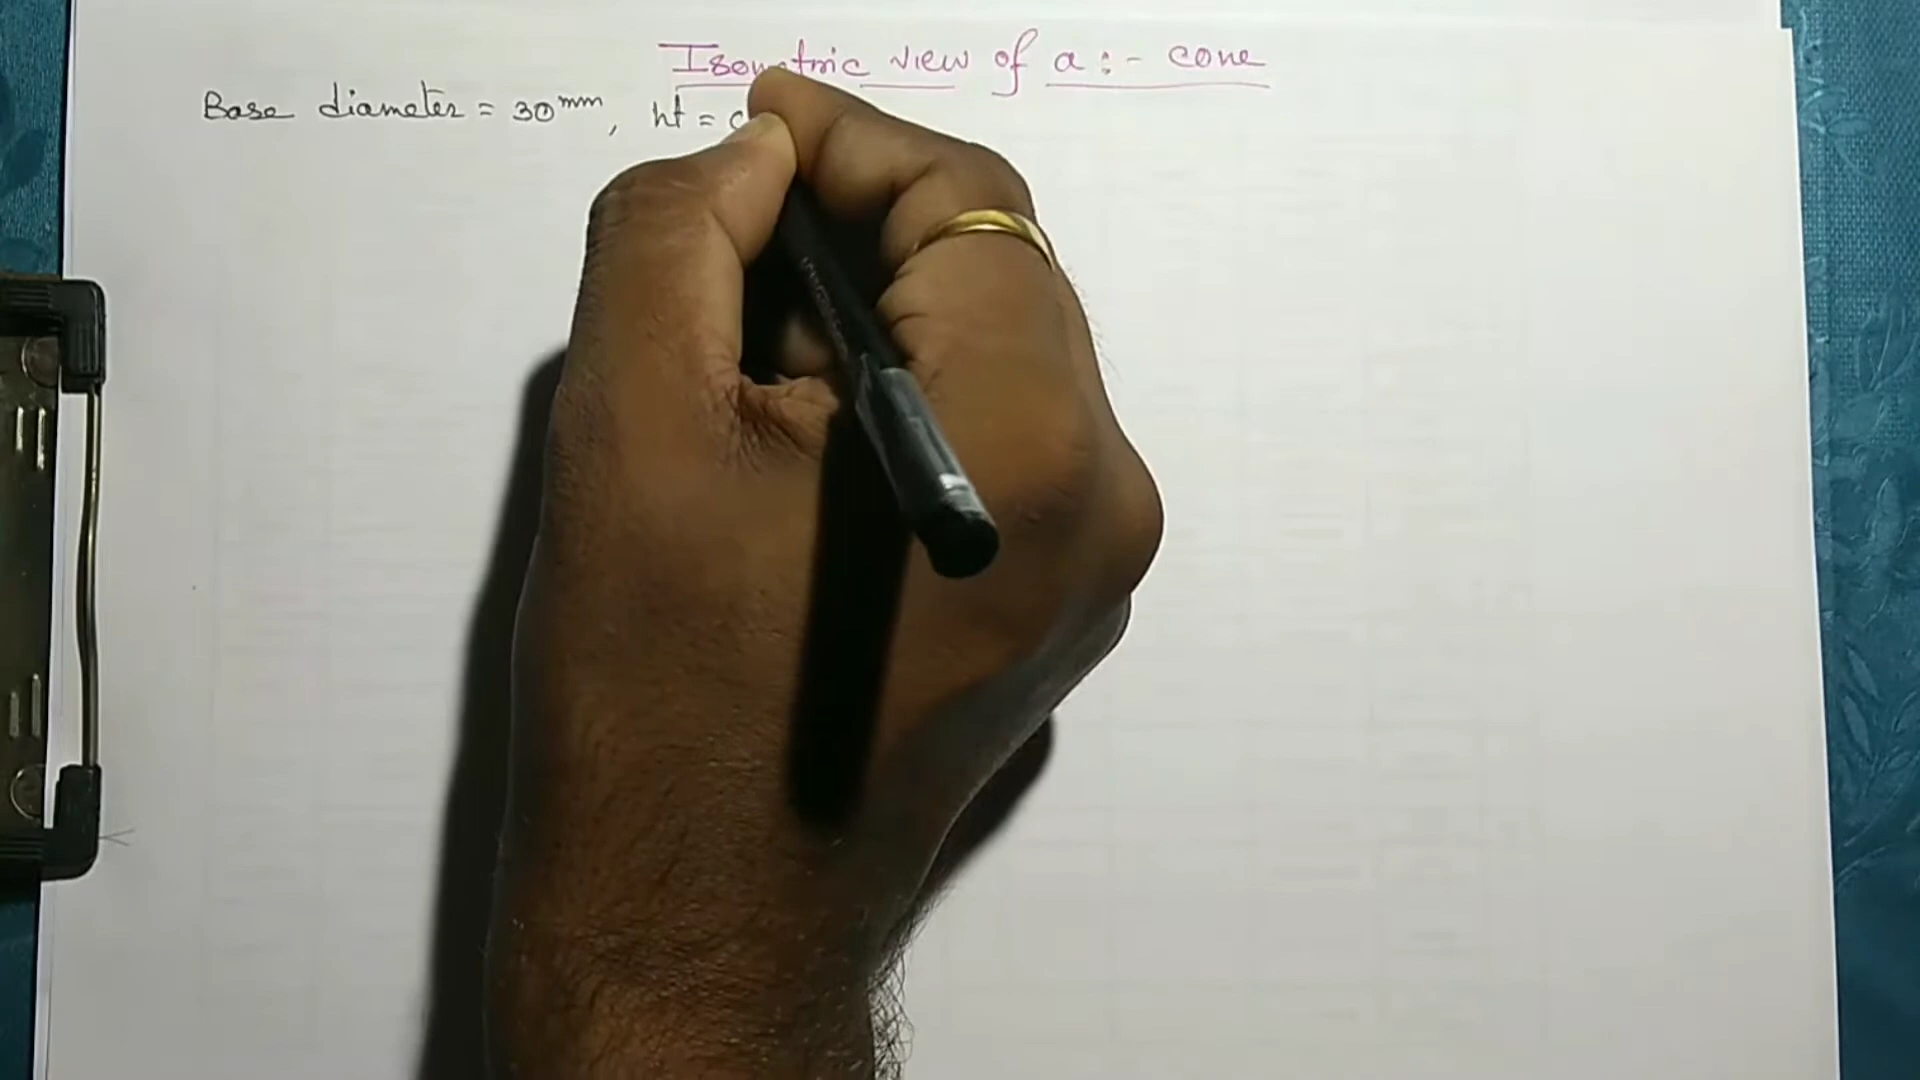 Isometric view of a :- cone
Base diameter = 30mm, ht =